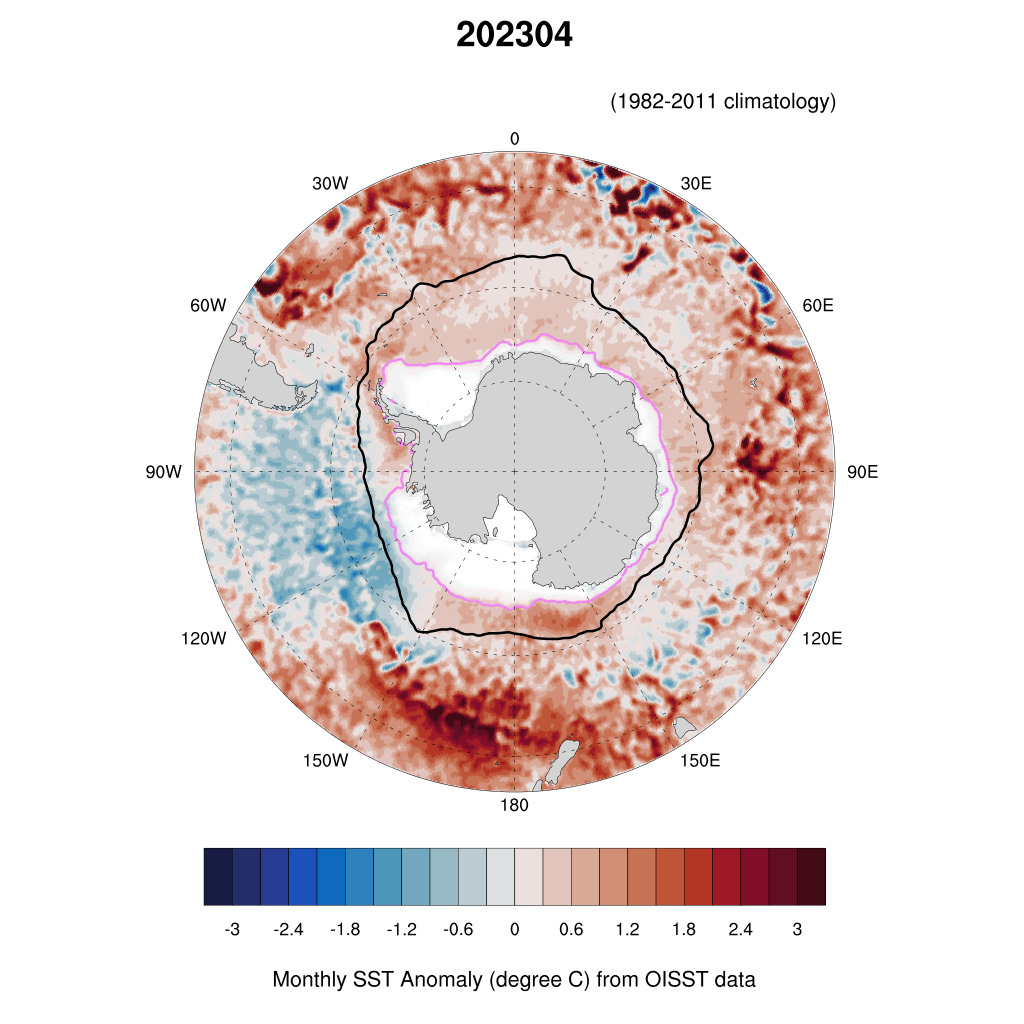 202304
(1982-2011 climatology)
0
30W 30E
60W 60E
90W 90E
120W 120E
150W 150E
180
-3 -2.4 -1.8 -1.2 -0.6 0 0.6 1.2 1.8 2.4 3
Monthly SST Anomaly (degree C) from OISST data